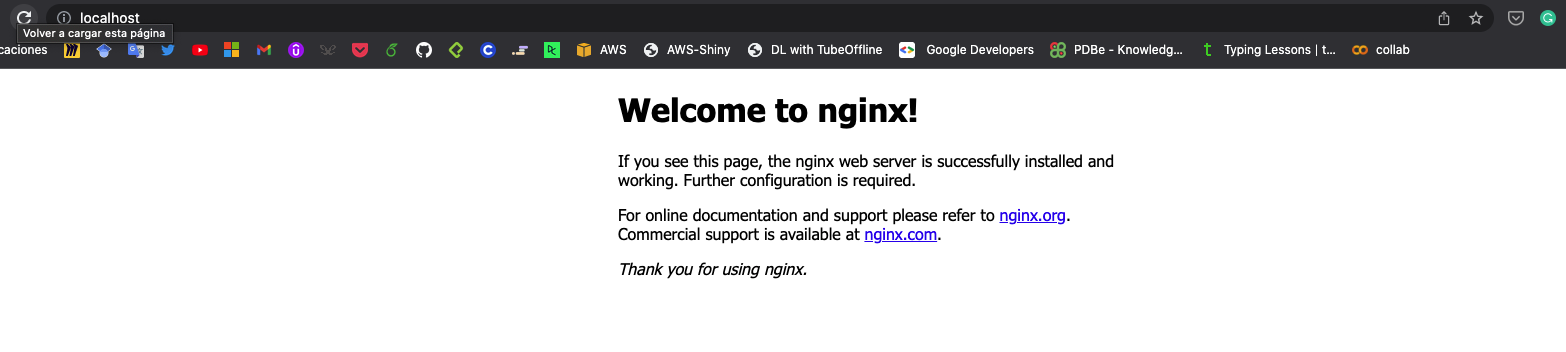 localhost
Volver a cargar esta página
caciones AWS AWS-Shiny DL with TubeOffline Google Developers PDBe - Knowledg... t Typing Lessons | t... collab
Welcome to nginx!
If you see this page, the nginx web server is successfully installed and
working. Further configuration is required.
For online documentation and support please refer to nginx.org.
Commercial support is available at nginx.com.
Thank you for using nginx.